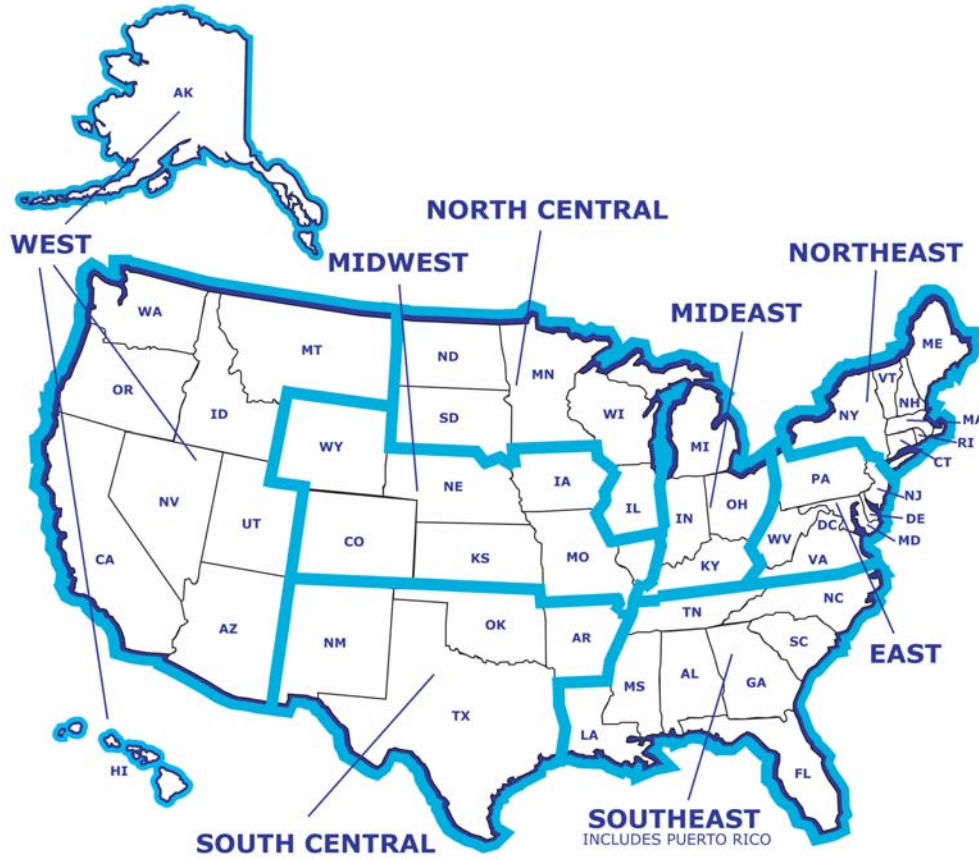 AK
NORTH CENTRAL
WEST
MIDWEST
NORTHEAST
MIDEAST
WA
MT
ND
MN
ME
VT
OR
ID
SD
WI
NH
NY
MA
RI
MI
CT
WY
NE
IA
PA
NJ
NV
UT
IL
IN
OH
DE
DC
MD
CO
WV
CA
KS
MO
KY
VA
TN
NC
AZ
NM
OK
AR
SC
EAST
MS
AL
GA
TX
LA
HI
FL
SOUTHEAST
INCLUDES PUERTO RICO
SOUTH CENTRAL